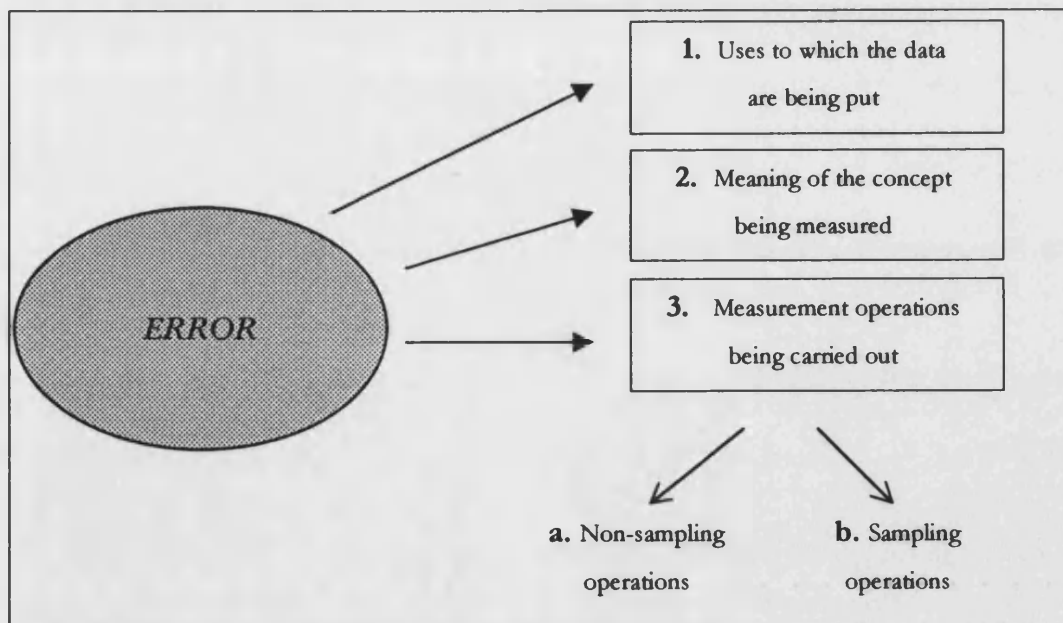 1. Uses to which the data
are being put
2. Meaning of the concept
being measured
ERROR
3. Measurement operations
being carried out
a. Non-sampling
operations
b. Sampling
operations